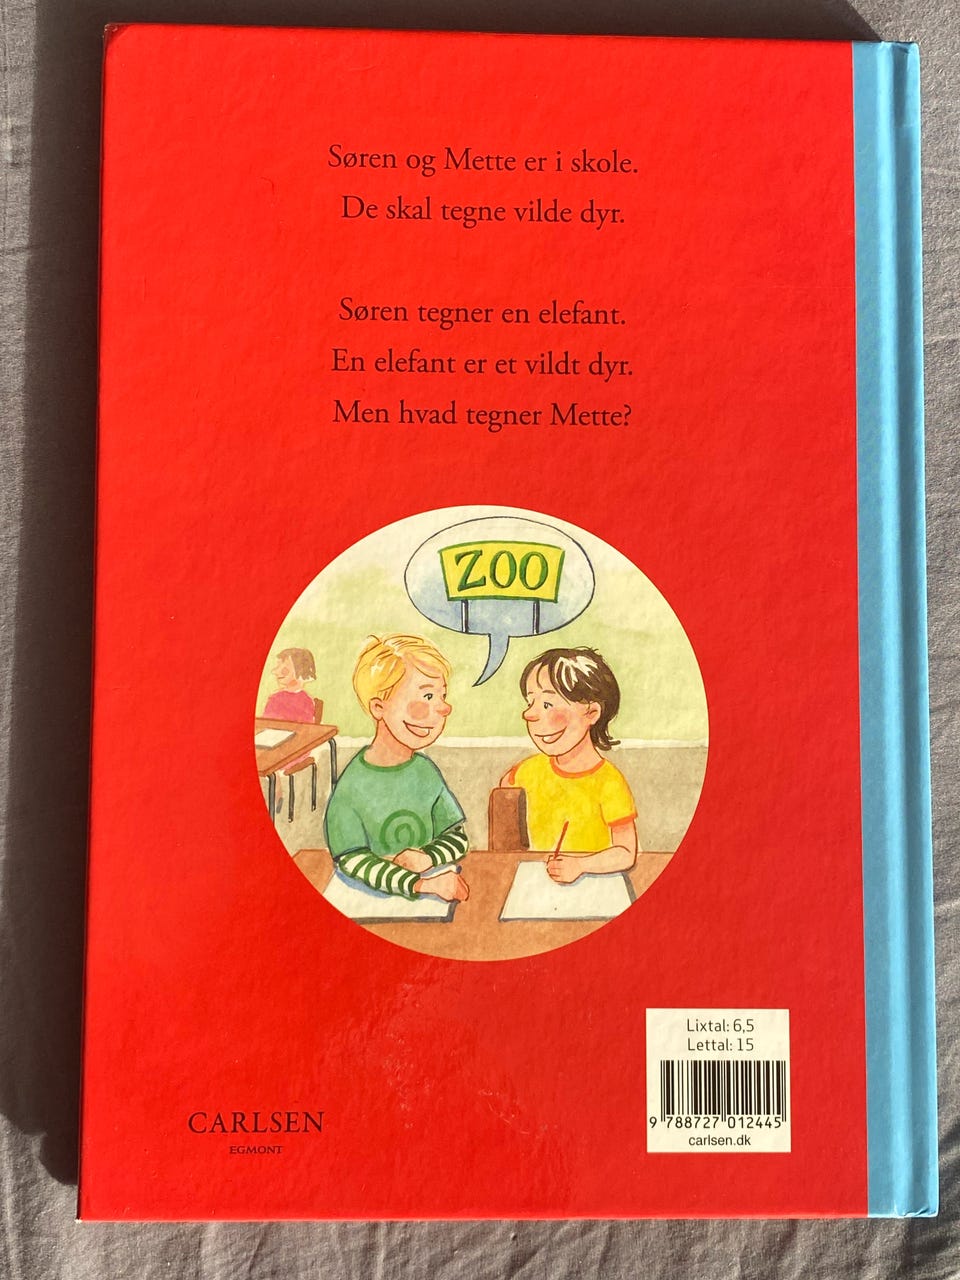 Søren og Mette er i skole.
De skal tegne vilde dyr.
Søren tegner en elefant.
En elefant er et vildt dyr.
Men hvad tegner Mette?
ZOO
Lixtal: 6,5
Lettal: 15
9 788727 012445
carlsen.dk
CARLSEN
EGMONT